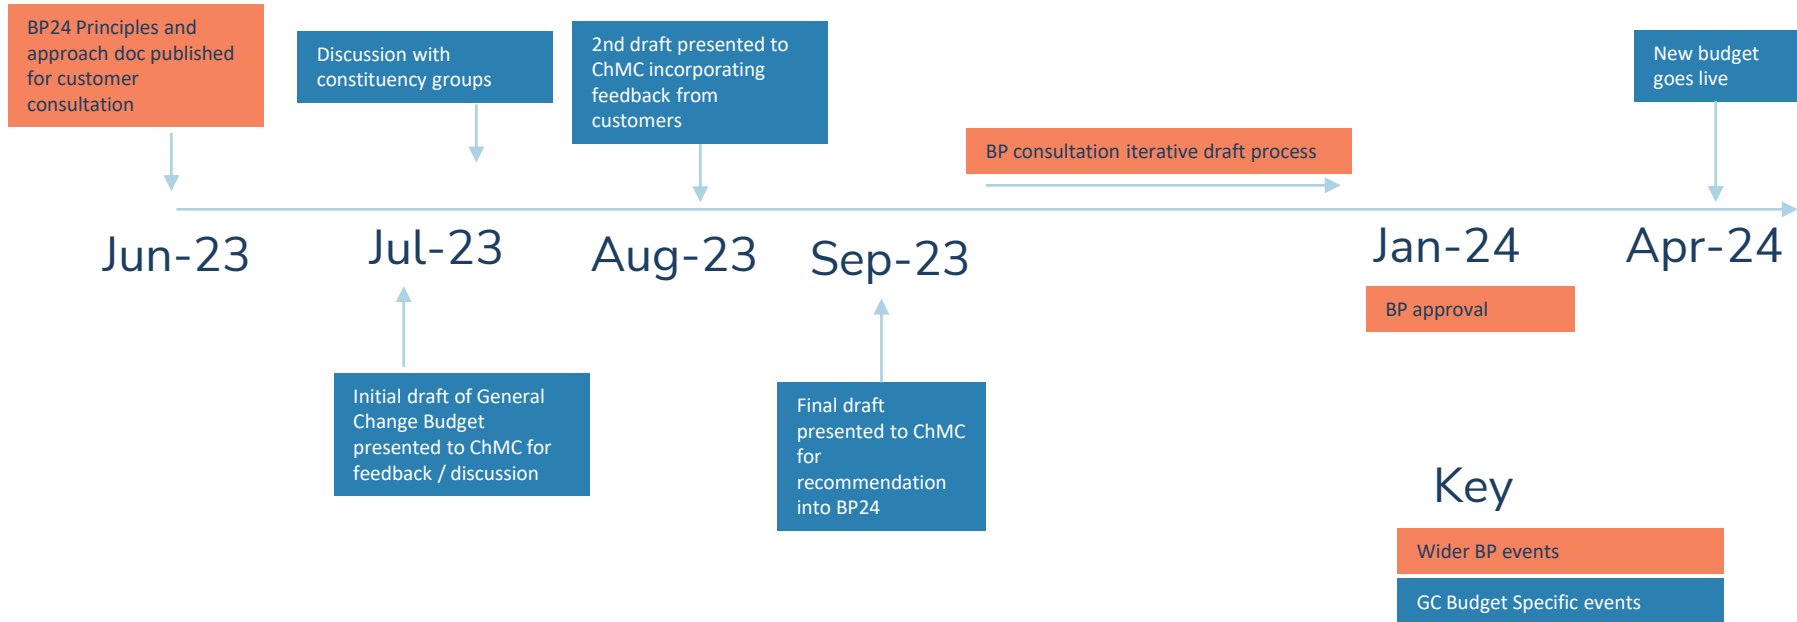 BP24 Principles and
approach doc published
for customer
consultation
Discussion with
constituency groups
2nd draft presented to
ChMC incorporating
feedback from
customers
New budget
goes live
BP consultation iterative draft process
Jun-23
Jul-23
Aug-23
Sep-23
Jan-24
Apr-24
BP approval
Initial draft of General
Change Budget
presented to ChMC for
feedback / discussion
Final draft
presented to ChMC
for
recommendation
into BP24
Key
Wider BP events
GC Budget Specific events